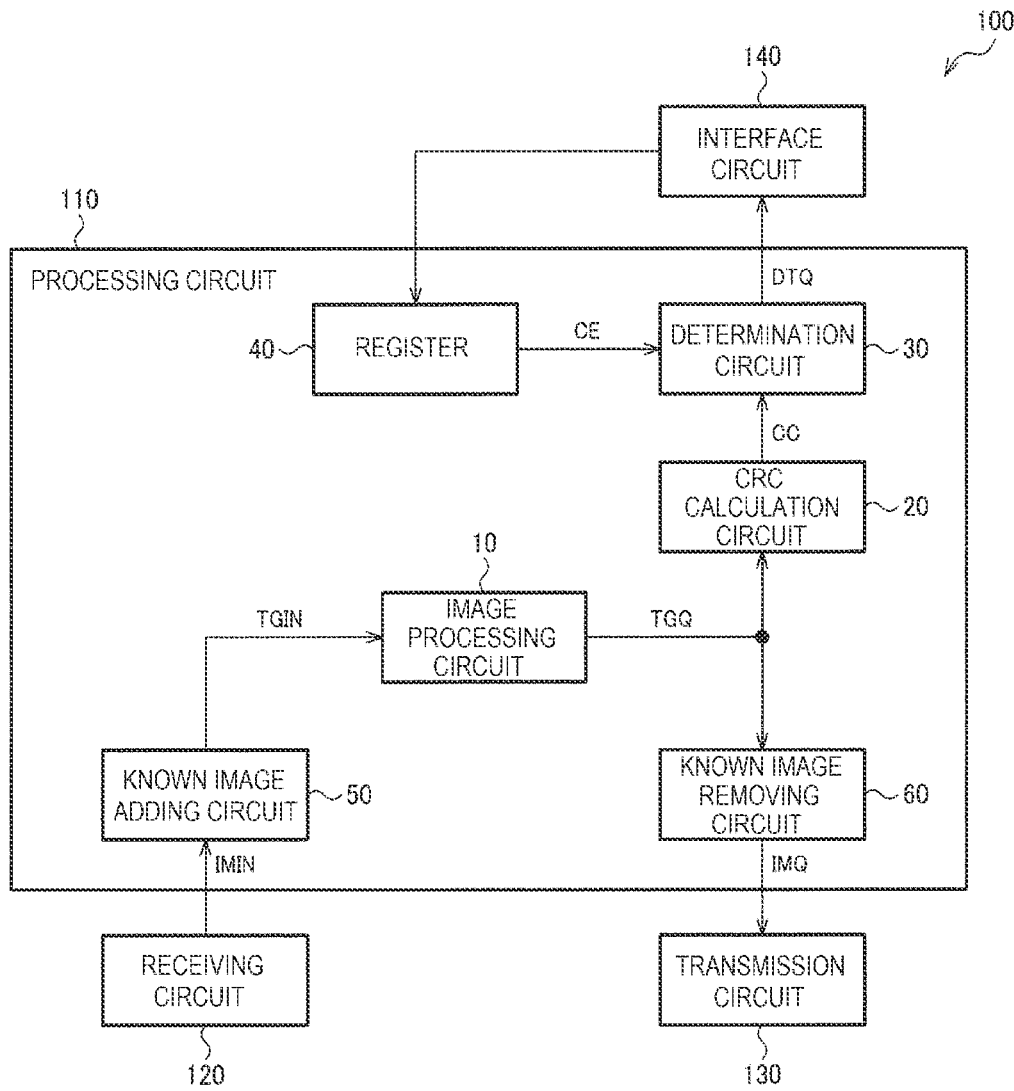 100
140
INTERFACE
CIRCUIT
110
PROCESSING CIRCUIT
DTQ
40
REGISTER
CE
DETERMINATION
CIRCUIT
30
CC
CRC
CALCULATION
CIRCUIT
20
10
TGIN
IMAGE
PROCESSING
CIRCUIT
TGQ
KNOWN IMAGE
ADDING CIRCUIT
50
KNOWN IMAGE
REMOVING
CIRCUIT
60
IMIN
IMQ
RECEIVING
CIRCUIT
TRANSMISSION
CIRCUIT
120
130